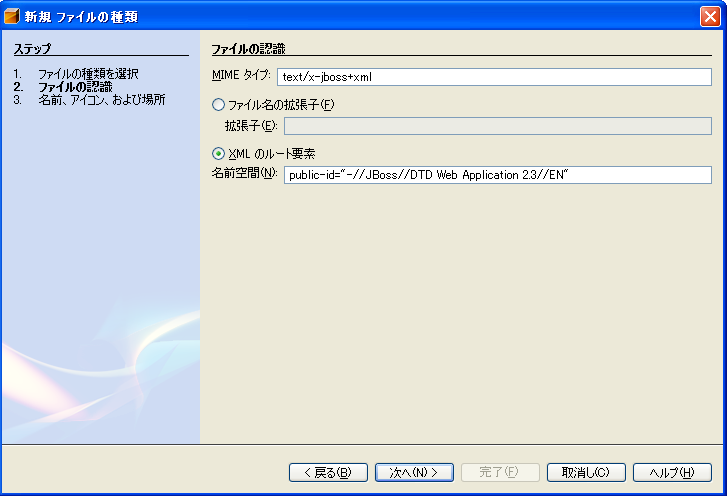 新規 ファイルの種類
ステップ
1. ファイルの種類を選択
2. ファイルの認識
3. 名前、アイコン、および場所
ファイルの認識
MIME タイプ: text/x-jboss+xml
ファイル名の拡張子(F)
拡張子(E):
XML のルート要素
名前空間(N): public-id="-//JBoss//DTD Web Application 2.3//EN"
< 戻る(B) 次へ(N) > 完了(F) 取消し(C) ヘルプ(H)